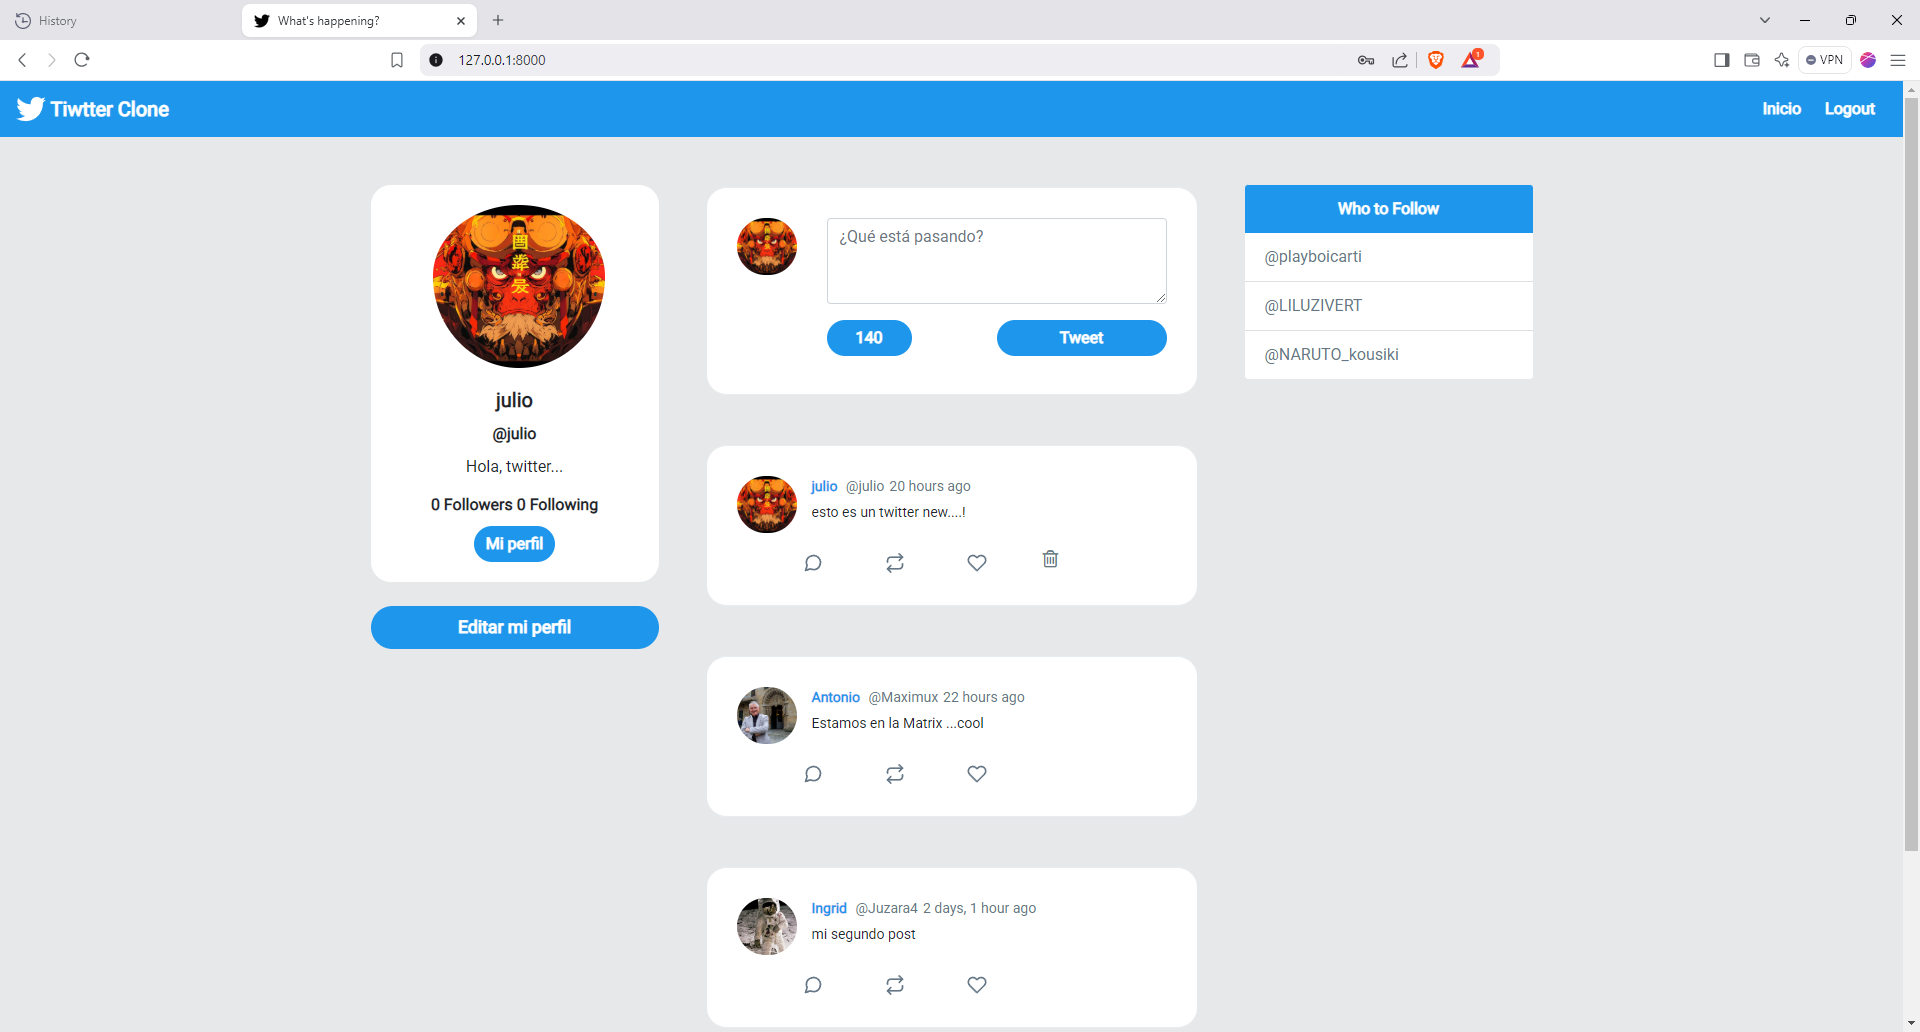 History
What's happening?
127.0.0.1:8000
1
VPN
Tiwtter Clone
Inicio
Logout
julio
@julio
Hola, twitter...
0 Followers 0 Following
Mi perfil
Editar mi perfil
¿Qué está pasando?
140
Tweet
julio @julio 20 hours ago
esto es un twitter new....!
Antonio @Maximux 22 hours ago
Estamos en la Matrix ...cool
Ingrid @Juzara4 2 days, 1 hour ago
mi segundo post
Who to Follow
@playboicarti
@LILUZIVERT
@NARUTO_kousiki